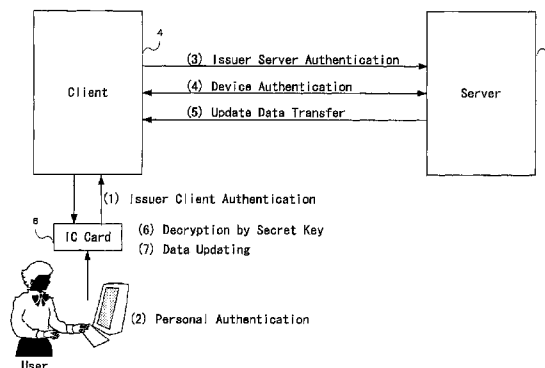 4
(3) Issuer Server Authentication
(4) Device Authentication
(5) Update Data Transfer
Client
Server
(1) Issuer Client Authentication
6
IC Card
(6) Decryption by Secret Key
(7) Data Updating
(2) Personal Authentication
User